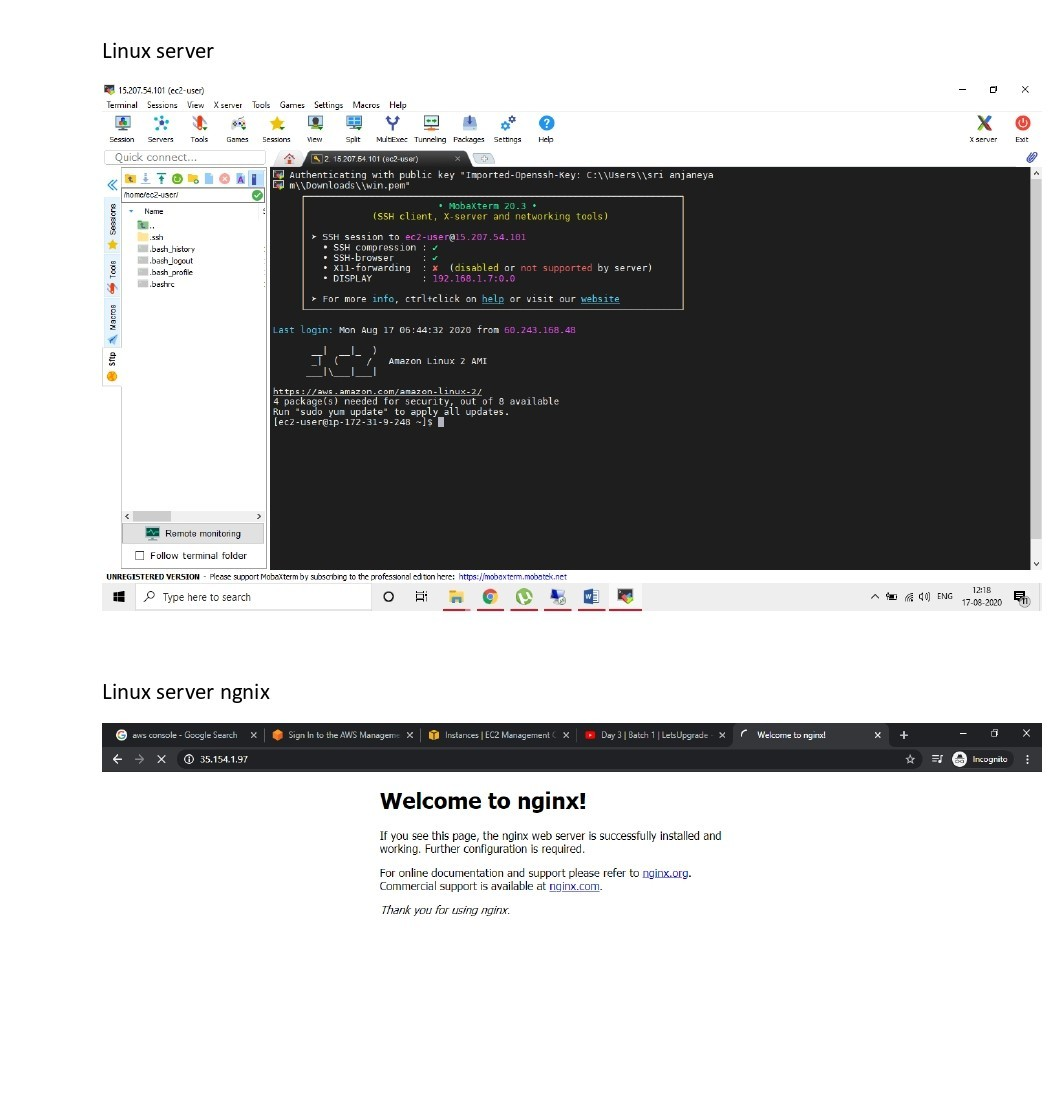 Linux server
15.207.54.101 (ec2-user)
Terminal Sessions View X server Tools Games Settings Macros Help
Session Servers Tools Games Sessions View Split MultiExec Tunneling Packages Settings Help X server Exit
Quick connect...
2. 15.207.54.101 (ec2-user)
/home/ec2-user/
Name
..
.ssh
.bash_history
.bash_logout
.bash_profile
.bashrc
Sessions
Tools
Macros
Sftp
Remote monitoring
Follow terminal folder
Authenticating with public key "Imported-Openssh-Key: C:\\Users\\sri anjaneya
m\\Downloads\\win.pem"
• MobaXterm 20.3 •
(SSH client, X-server and networking tools)
➤ SSH session to ec2-user@15.207.54.101
• SSH compression : ✔
• SSH-browser : ✔
• X11-forwarding : ✘ (disabled or not supported by server)
• DISPLAY : 192.168.1.7:0.0
➤ For more info, ctrl+click on help or visit our website
Last login: Mon Aug 17 06:44:32 2020 from 60.243.168.48
__| __|_ )
_| ( / Amazon Linux 2 AMI
___|\___|___|
https://aws.amazon.com/amazon-linux-2/
4 package(s) needed for security, out of 8 available
Run "sudo yum update" to apply all updates.
[ec2-user@ip-172-31-9-248 ~]$
UNREGISTERED VERSION - Please support MobaXterm by subscribing to the professional edition here: https://mobaxterm.mobatek.net
Type here to search
ENG
12:18
17-08-2020
11
Linux server ngnix
aws console - Google Search
Sign In to the AWS Manageme
Instances | EC2 Management C
Day 3 | Batch 1 | LetsUpgrade -
Welcome to nginx!
35.154.1.97
Incognito
Welcome to nginx!
If you see this page, the nginx web server is successfully installed and
working. Further configuration is required.
For online documentation and support please refer to nginx.org.
Commercial support is available at nginx.com.
Thank you for using nginx.